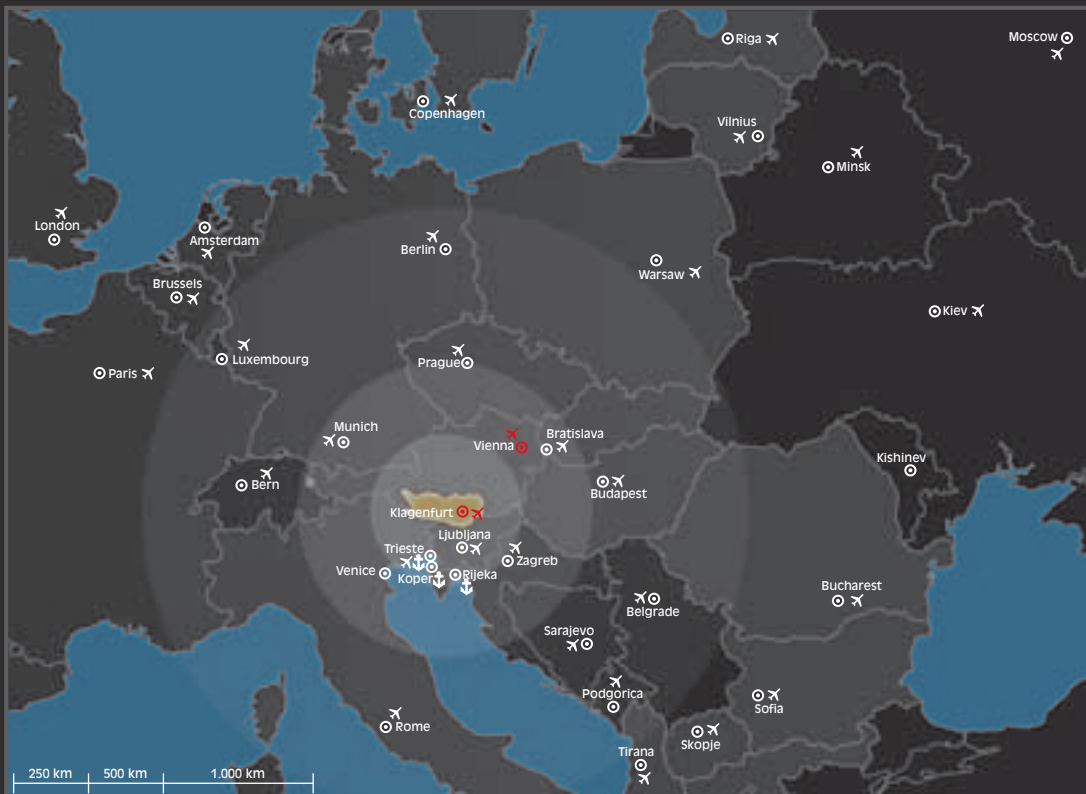 Riga
Moscow
Copenhagen
Vilnius
Minsk
London
Amsterdam
Berlin
Warsaw
Brussels
Kiev
Luxembourg
Prague
Paris
Munich
Vienna
Bratislava
Kishinev
Bern
Budapest
Klagenfurt
Ljubljana
Trieste
Zagreb
Venice
Koper
Rijeka
Bucharest
Belgrade
Sarajevo
Podgorica
Sofia
Rome
Skopje
Tirana
250 km
500 km
1.000 km